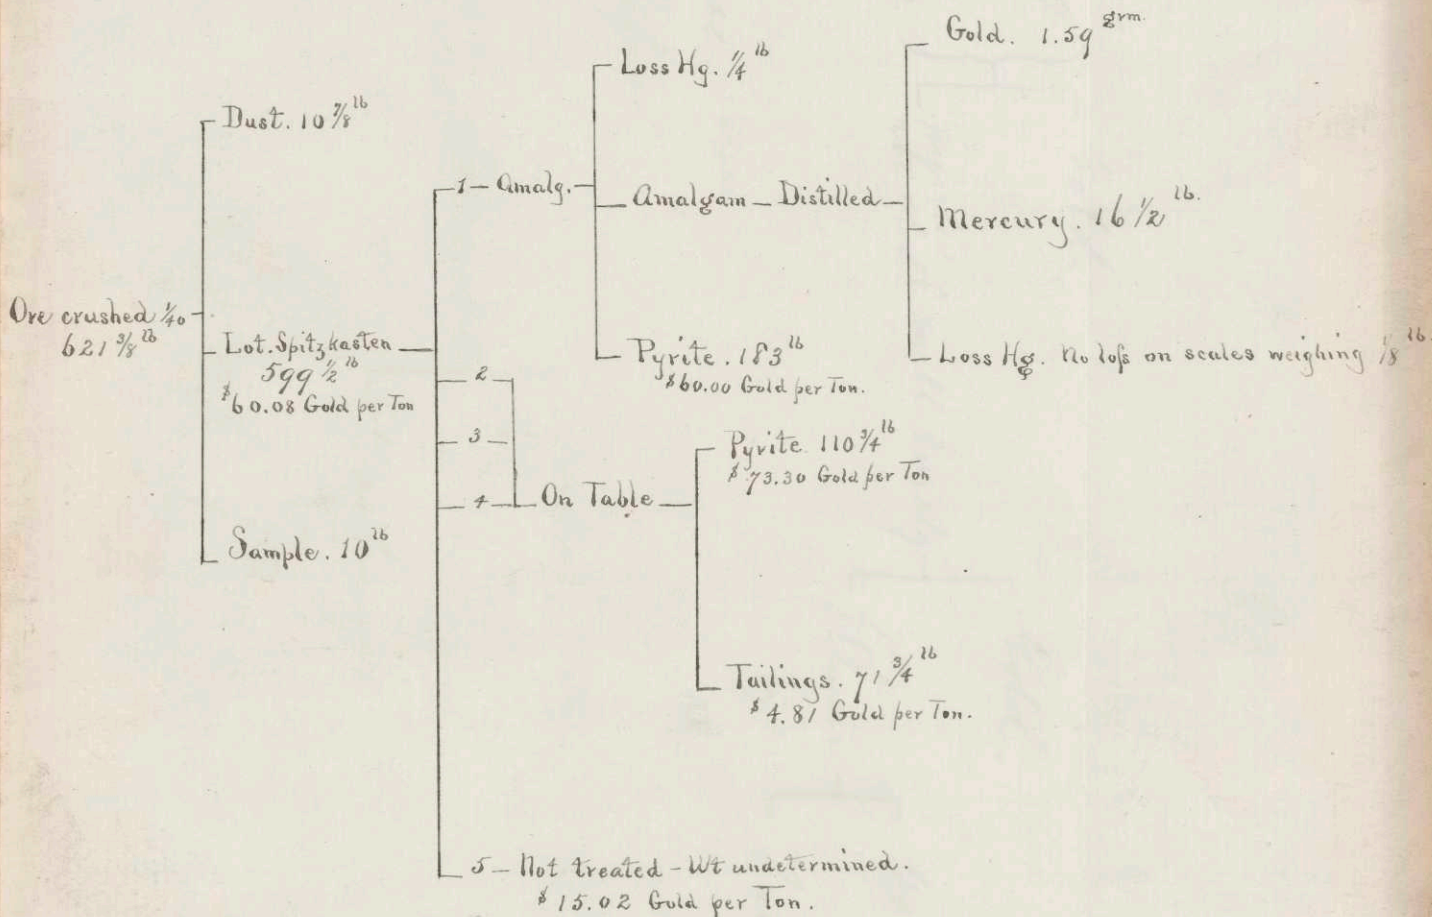 Ore crushed 1/40
621 3/8 lb
Dust. 10 7/8 lb
Lot. Spitzkasten
599 1/2 lb
$60.08 Gold per Ton
Sample. 10 lb
1 - Amalg.
2
3
4
On Table
5 - Not treated - Wt undetermined.
$15.02 Gold per Ton.
Loss Hg. 1/4 lb
Amalgam - Distilled
Pyrite. 183 lb
$60.00 Gold per Ton.
Pyrite 110 3/4 lb
$73.30 Gold per Ton
Tailings. 71 3/4 lb
$4.81 Gold per Ton.
Gold. 1.59 grm.
Mercury. 16 1/2 lb.
Loss Hg. No loss on scales weighing 1/8 lb.